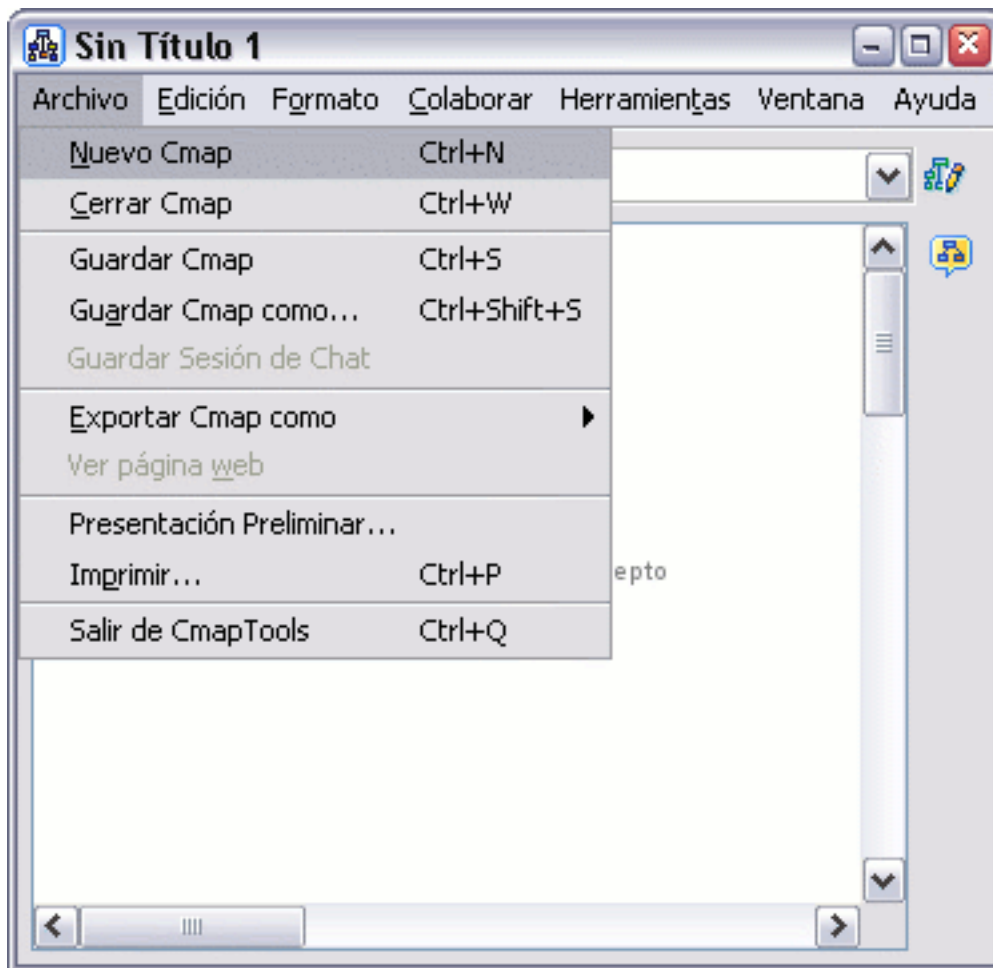 Sin Título 1
Archivo Edición Formato Colaborar Herramientas Ventana Ayuda
Nuevo Cmap Ctrl+N
Cerrar Cmap Ctrl+W
Guardar Cmap Ctrl+S
Guardar Cmap como... Ctrl+Shift+S
Guardar Sesión de Chat
Exportar Cmap como
Ver página web
Presentación Preliminar...
Imprimir... Ctrl+P
epto
Salir de CmapTools Ctrl+Q